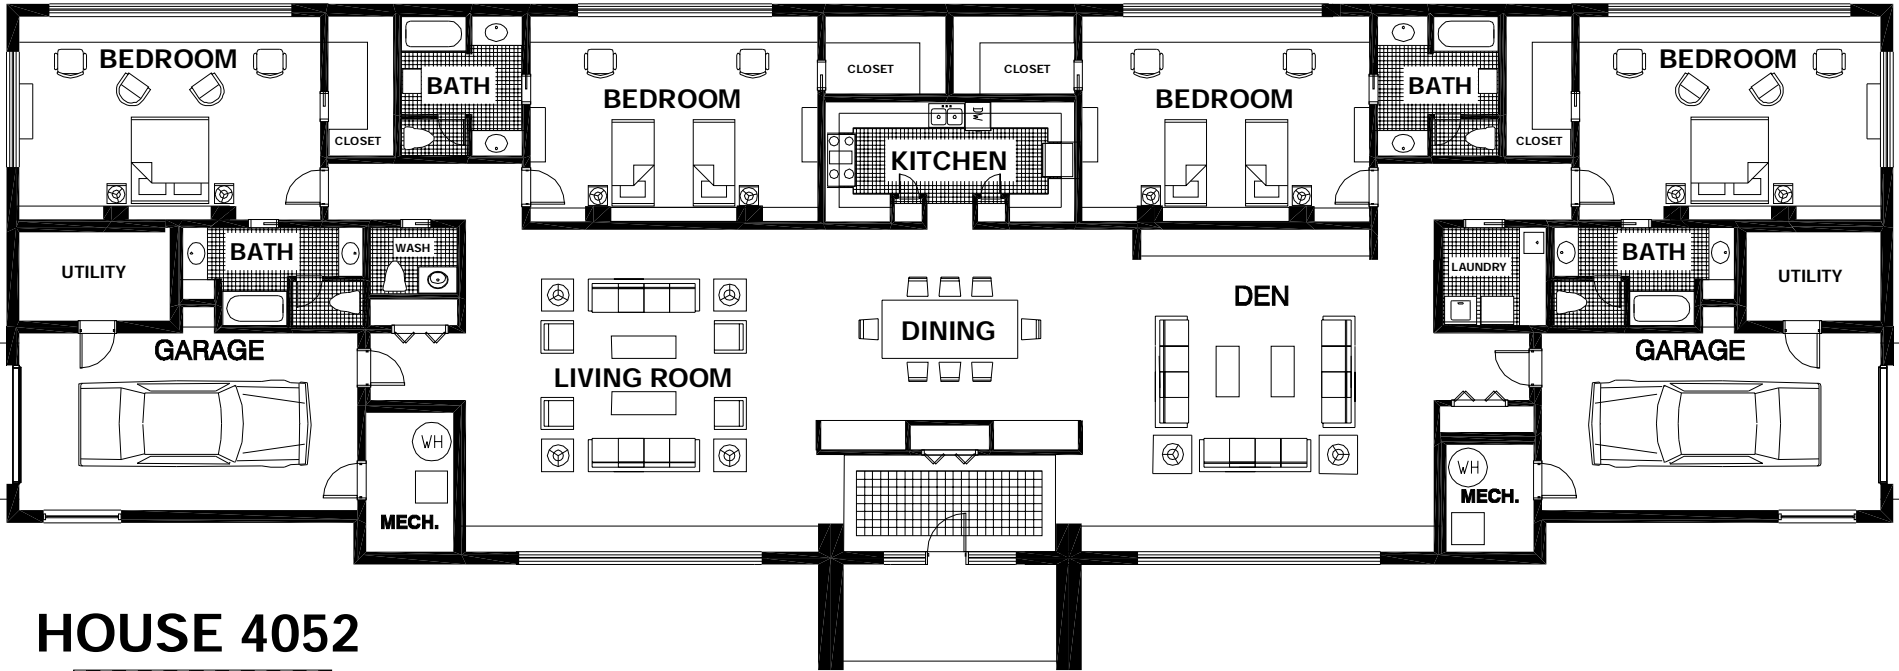 BEDROOM
CLOSET
BATH
BEDROOM
CLOSET
CLOSET
DW
KITCHEN
BEDROOM
BATH
CLOSET
BEDROOM
UTILITY
BATH
WASH
LAUNDRY
BATH
UTILITY
GARAGE
LIVING ROOM
DINING
DEN
GARAGE
WH
MECH.
WH
MECH.
HOUSE 4052